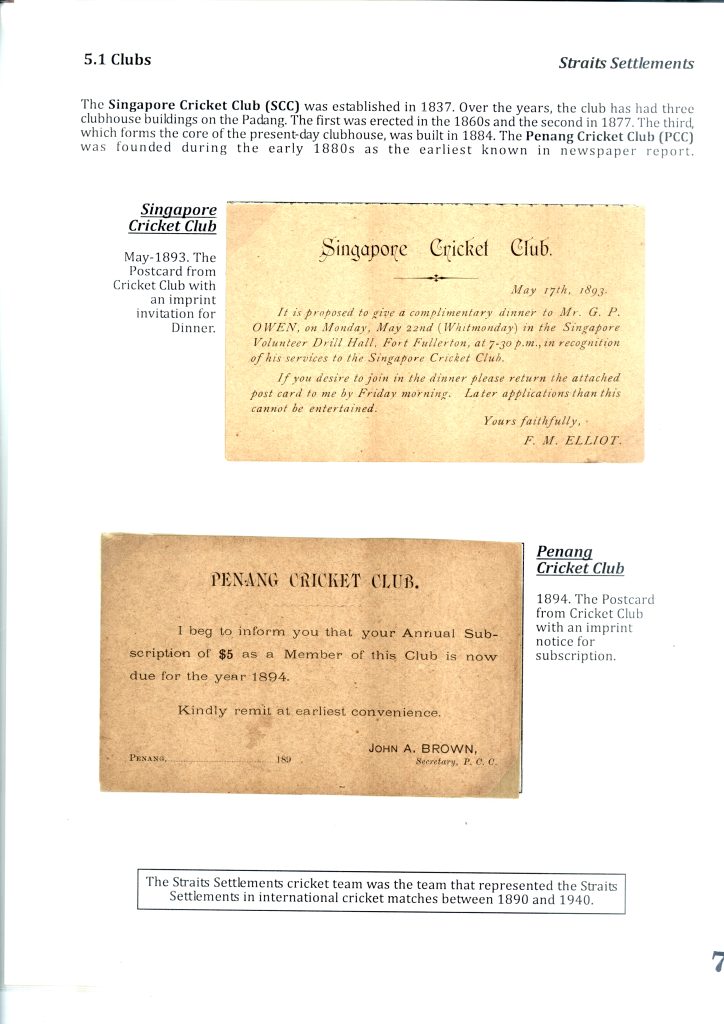 5.1 Clubs
Straits Settlements
The Singapore Cricket Club (SCC) was established in 1837. Over the years, the club has had three
clubhouse buildings on the Padang. The first was erected in the 1860s and the second in 1877. The third,
which forms the core of the present-day clubhouse, was built in 1884. The Penang Cricket Club (PCC)
was founded during the early 1880s as the earliest known in newspaper report.
Singapore
Cricket Club
May-1893. The
Postcard from
Cricket Club with
an imprint
invitation for
Dinner.
Singapore Cricket Club.
May 17th, 1893.
It is proposed to give a complimentary dinner to Mr. G. P.
OWEN, on Monday, May 22nd (Whitmonday) in the Singapore
Volunteer Drill Hall, Fort Fullerton, at 7-30 p.m., in recognition
of his services to the Singapore Cricket Club.
If you desire to join in the dinner please return the attached
post card to me by Friday morning. Later applications than this
cannot be entertained.
Yours faithfully,
F. M. ELLIOT.
PENANG CRICKET CLUB.
I beg to inform you that your Annual Sub-
scription of $5 as a Member of this Club is now
due for the year 1894.
Kindly remit at earliest convenience.
JOHN A. BROWN,
PENANG,.............................. 189
Secretary, P. C. C.
Penang
Cricket Club
1894. The Postcard
from Cricket Club
with an imprint
notice for
subscription.
The Straits Settlements cricket team was the team that represented the Straits
Settlements in international cricket matches between 1890 and 1940.
7